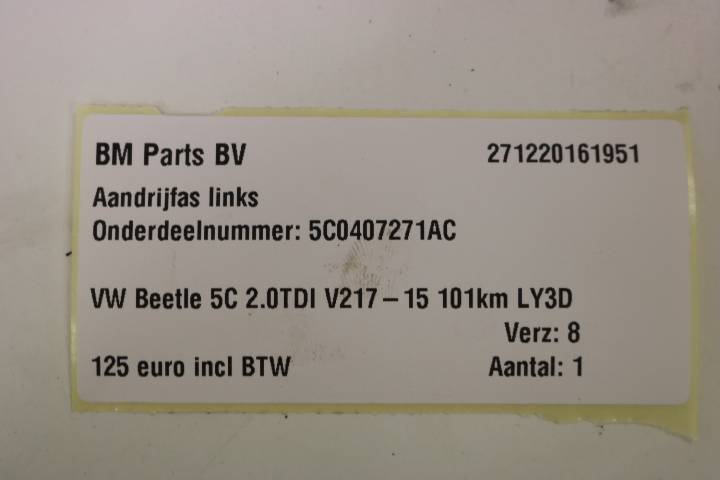 BM Parts BV 271220161951
Aandrijfas links
Onderdeelnummer: 5C0407271AC
VW Beetle 5C 2.0TDI V217 – 15 101km LY3D
Verz: 8
125 euro incl BTW Aantal: 1